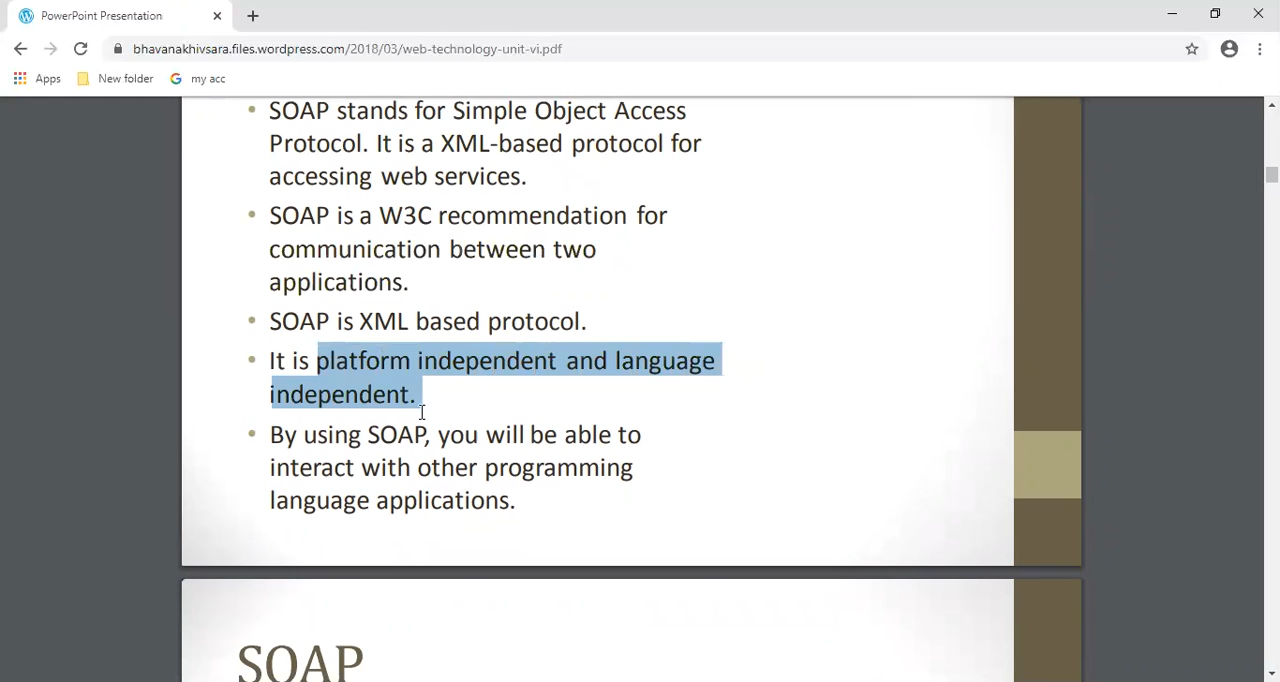 PowerPoint Presentation
bhavanakhivsara.files.wordpress.com/2018/03/web-technology-unit-vi.pdf
Apps New folder my acc
• SOAP stands for Simple Object Access
Protocol. It is a XML-based protocol for
accessing web services.
• SOAP is a W3C recommendation for
communication between two
applications.
• SOAP is XML based protocol.
• It is platform independent and language
independent.
• By using SOAP, you will be able to
interact with other programming
language applications.
SOAP